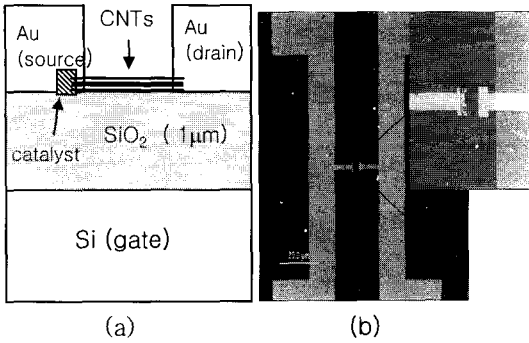 CNTs
Au
(source)
Au
(drain)
SiO₂ ( 1μm)
catalyst
Si (gate)
(a)
(b)